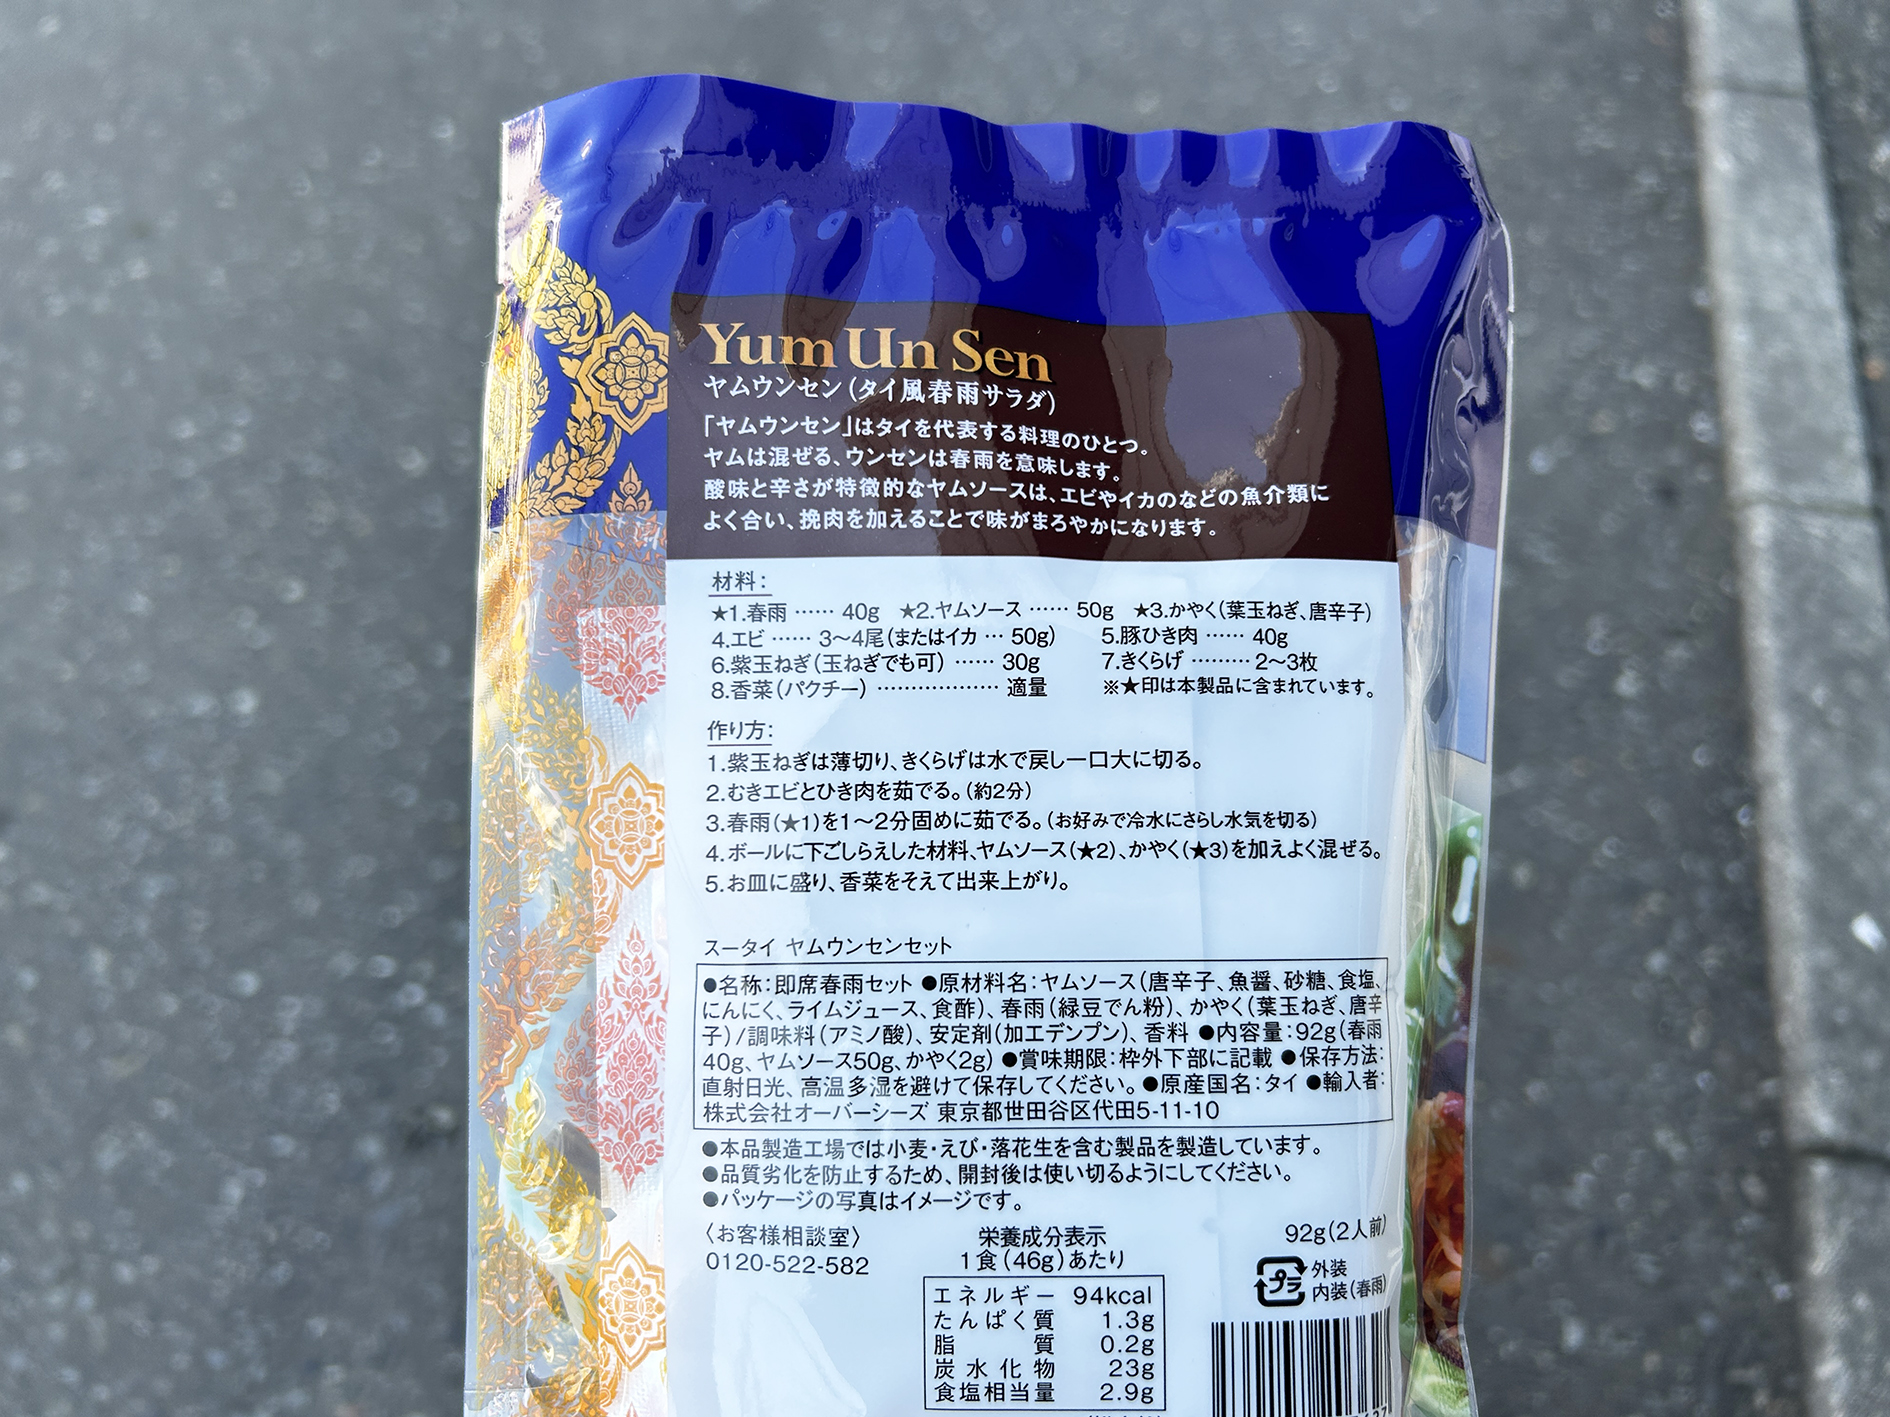 Yum Un Sen
ヤムウンセン(タイ風春雨サラダ)
「ヤムウンセン」はタイを代表する料理のひとつ。
ヤムは混ぜる、ウンセンは春雨を意味します。
酸味と辛さが特徴的なヤムソースは、エビやイカのなどの魚介類に
よく合い、挽肉を加えることで味がまろやかになります。
材料:
★1.春雨 …… 40g ★2.ヤムソース …… 50g ★3.かやく(葉玉ねぎ、唐辛子)
4.エビ …… 3〜4尾(またはイカ … 50g) 5.豚ひき肉 …… 40g
6.紫玉ねぎ(玉ねぎでも可) …… 30g 7.きくらげ ……… 2〜3枚
8.香菜(パクチー) ………………… 適量 ※★印は本製品に含まれています。
作り方:
1.紫玉ねぎは薄切り、きくらげは水で戻し一口大に切る。
2.むきエビとひき肉を茹でる。(約2分)
3.春雨(★1)を1〜2分固めに茹でる。(お好みで冷水にさらし水気を切る)
4.ボールに下ごしらえした材料、ヤムソース(★2)、かやく(★3)を加えよく混ぜる。
5.お皿に盛り、香菜をそえて出来上がり。
スータイ ヤムウンセンセット
●名称:即席春雨セット ●原材料名:ヤムソース(唐辛子、魚醤、砂糖、食塩、
にんにく、ライムジュース、食酢)、春雨(緑豆でん粉)、かやく(葉玉ねぎ、唐辛
子)/調味料(アミノ酸)、安定剤(加工デンプン)、香料 ●内容量:92g(春雨
40g、ヤムソース50g、かやく2g) ●賞味期限:枠外下部に記載 ●保存方法:
直射日光、高温多湿を避けて保存してください。 ●原産国名:タイ ●輸入者:
株式会社オーバーシーズ 東京都世田谷区代田5-11-10
●本品製造工場では小麦・えび・落花生を含む製品を製造しています。
●品質劣化を防止するため、開封後は使い切るようにしてください。
●パッケージの写真はイメージです。
〈お客様相談室〉
0120-522-582
栄養成分表示
1食(46g)あたり
エネルギー 94kcal
たんぱく質 1.3g
脂質 0.2g
炭水化物 23g
食塩相当量 2.9g
92g(2人前)
プラ
外装
内装(春雨)